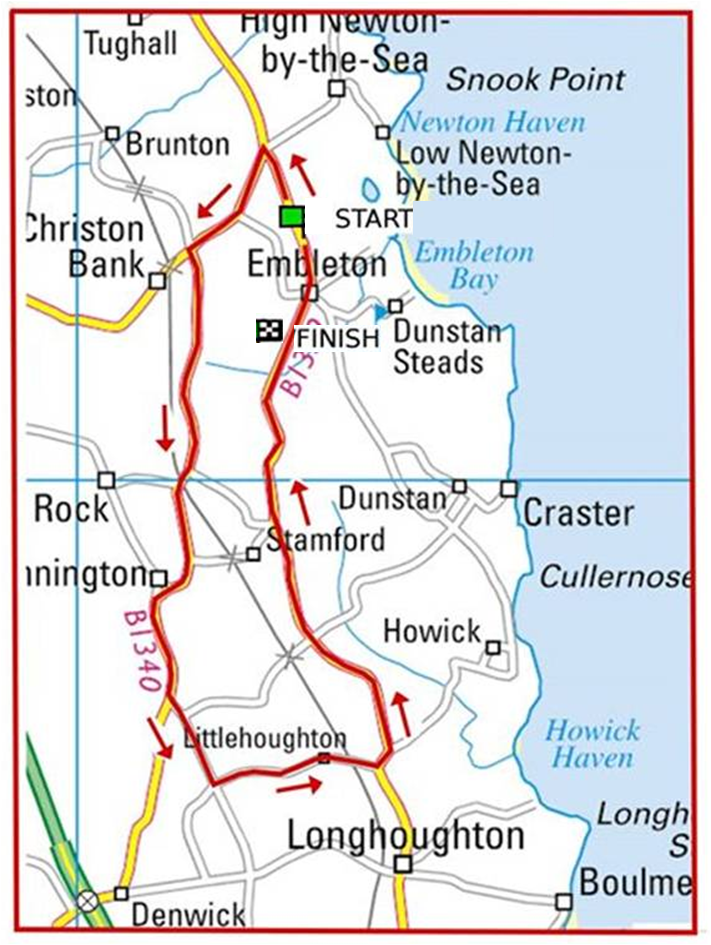 High Newton-
by-the-Sea
Tughall
Snook Point
ston
Newton Haven
Brunton
Low Newton-
by-the-Sea
START
Christon
Bank
Embleton
Embleton
Bay
FINISH
Dunstan
Steads
Rock
Dunstan
Craster
Stamford
nnington
Cullernose
B1340
Howick
Littlehoughton
Howick
Haven
Longhoughton
Longh
S
Boulme
Denwick